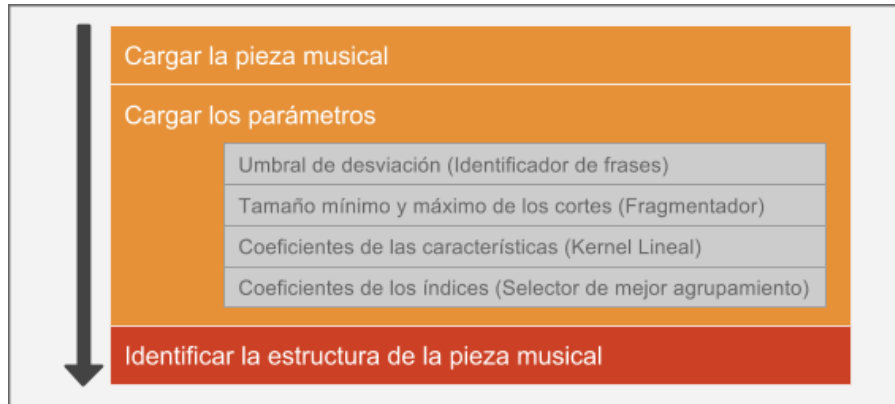 Cargar la pieza musical
Cargar los parámetros
Umbral de desviación (Identificador de frases)
Tamaño mínimo y máximo de los cortes (Fragmentador)
Coeficientes de las características (Kernel Lineal)
Coeficientes de los índices (Selector de mejor agrupamiento)
Identificar la estructura de la pieza musical